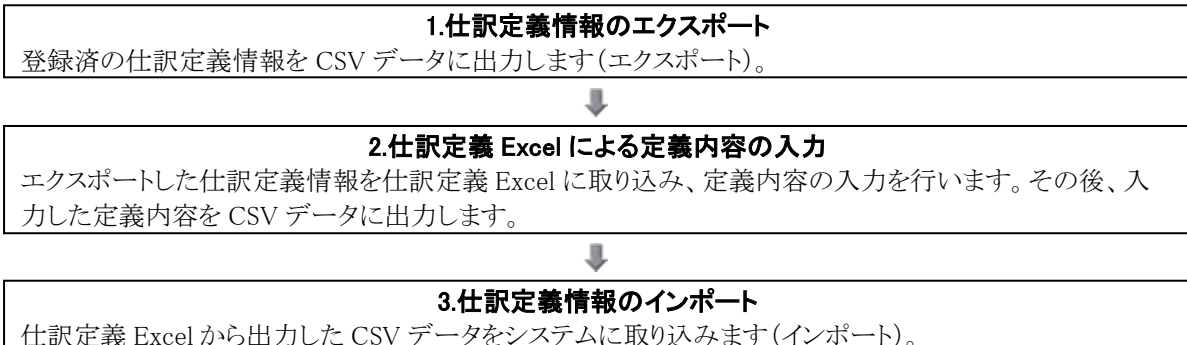 1.仕訳定義情報のエクスポート
登録済の仕訳定義情報を CSV データに出力します(エクスポート)。
2.仕訳定義 Excel による定義内容の入力
エクスポートした仕訳定義情報を仕訳定義 Excel に取り込み、定義内容の入力を行います。その後、入
力した定義内容を CSV データに出力します。
3.仕訳定義情報のインポート
仕訳定義 Excel から出力した CSV データをシステムに取り込みます(インポート)。